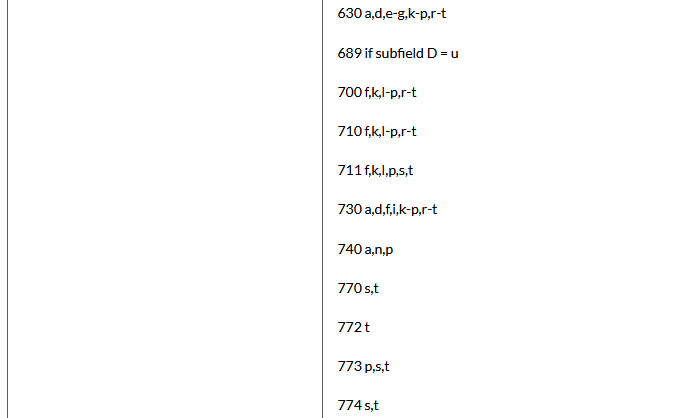 630 a,d,e-g,k-p,r-t
689 if subfield D = u
700 f,k,l-p,r-t
710 f,k,l-p,r-t
711 f,k,l,p,s,t
730 a,d,f,i,k-p,r-t
740 a,n,p
770 s,t
772 t
773 p,s,t
774 s,t